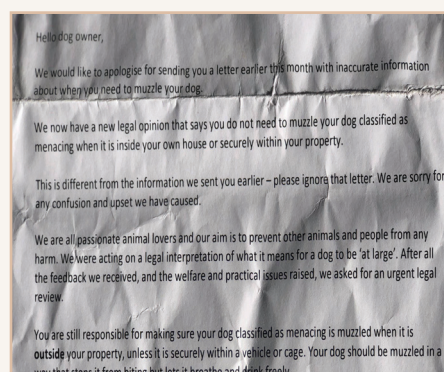 Hello dog owner,
We would like to apologise for sending you a letter earlier this month with inaccurate information
about when you need to muzzle your dog.
We now have a new legal opinion that says you do not need to muzzle your dog classified as
menacing when it is inside your own house or securely within your property.
This is different from the information we sent you earlier – please ignore that letter. We are sorry for
any confusion and upset we have caused.
We are all passionate animal lovers and our aim is to prevent other animals and people from any
harm. We were acting on a legal interpretation of what it means for a dog to be 'at large'. After all
the feedback we received, and the welfare and practical issues raised, we asked for an urgent legal
review.
You are still responsible for making sure your dog classified as menacing is muzzled when it is
outside your property, unless it is securely within a vehicle or cage. Your dog should be muzzled in a
way that stops it from biting but lets it breathe and drink freely.